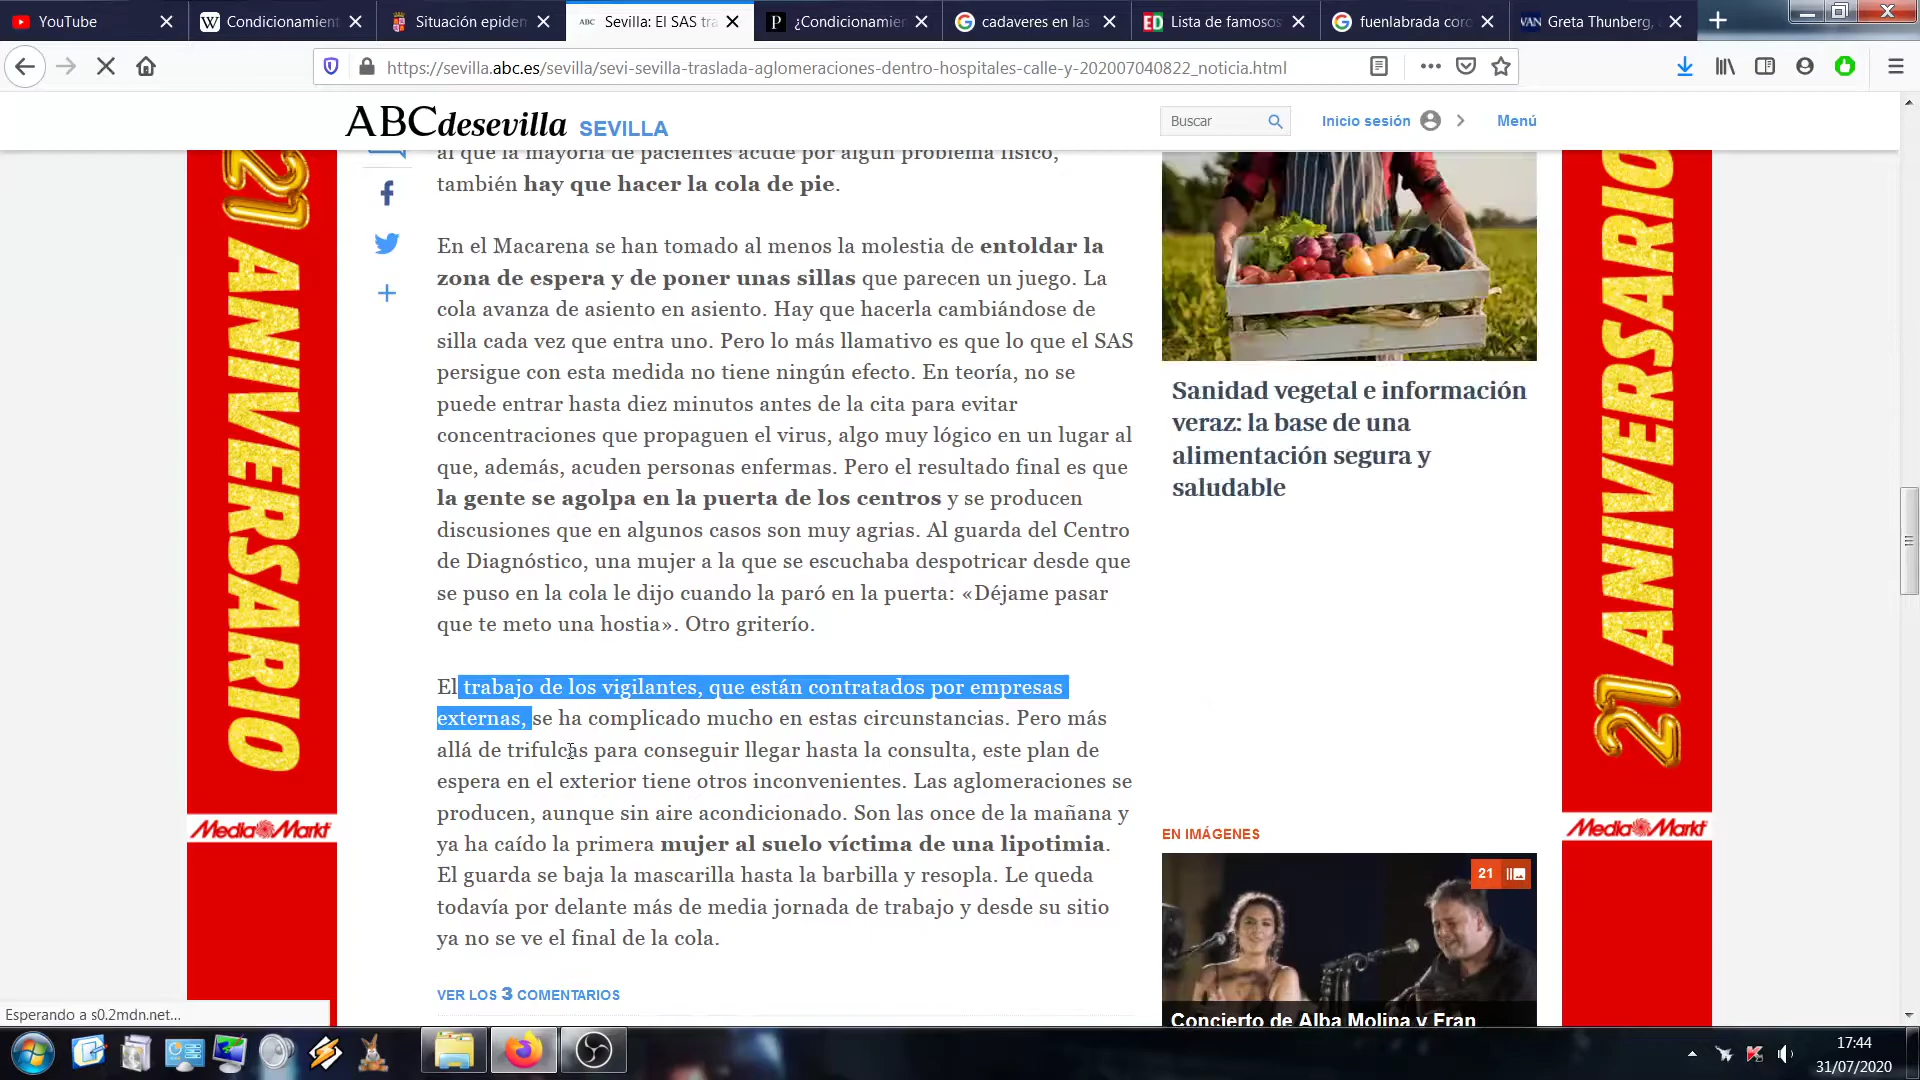 YouTube
Condicionamient
Situación epiden
ABC Sevilla: El SAS tra
¿Condicionamien
cadaveres en las
Lista de famosos
fuenlabrada coro
VAN Greta Thunberg,
https://sevilla.abc.es/sevilla/sevi-sevilla-traslada-aglomeraciones-dentro-hospitales-calle-y-202007040822_noticia.html
ABCdesevilla SEVILLA
Buscar
Inicio sesión
Menú
al que la mayoría de pacientes acude por algún problema físico,
también hay que hacer la cola de pie.
En el Macarena se han tomado al menos la molestia de entoldar la
zona de espera y de poner unas sillas que parecen un juego. La
cola avanza de asiento en asiento. Hay que hacerla cambiándose de
silla cada vez que entra uno. Pero lo más llamativo es que lo que el SAS
persigue con esta medida no tiene ningún efecto. En teoría, no se
puede entrar hasta diez minutos antes de la cita para evitar
concentraciones que propaguen el virus, algo muy lógico en un lugar al
que, además, acuden personas enfermas. Pero el resultado final es que
la gente se agolpa en la puerta de los centros y se producen
discusiones que en algunos casos son muy agrias. Al guarda del Centro
de Diagnóstico, una mujer a la que se escuchaba despotricar desde que
se puso en la cola le dijo cuando la paró en la puerta: «Déjame pasar
que te meto una hostia». Otro griterío.
El trabajo de los vigilantes, que están contratados por empresas
externas, se ha complicado mucho en estas circunstancias. Pero más
allá de trifulcas para conseguir llegar hasta la consulta, este plan de
espera en el exterior tiene otros inconvenientes. Las aglomeraciones se
producen, aunque sin aire acondicionado. Son las once de la mañana y
ya ha caído la primera mujer al suelo víctima de una lipotimia.
El guarda se baja la mascarilla hasta la barbilla y resopla. Le queda
todavía por delante más de media jornada de trabajo y desde su sitio
ya no se ve el final de la cola.
VER LOS 3 COMENTARIOS
Sanidad vegetal e información
veraz: la base de una
alimentación segura y
saludable
EN IMÁGENES
21
Concierto de Alba Molina y Fran
21 ANIVERSARIO
MediaMarkt
21 ANIVERSARIO
MediaMarkt
Esperando a s0.2mdn.net...
17:44
31/07/2020